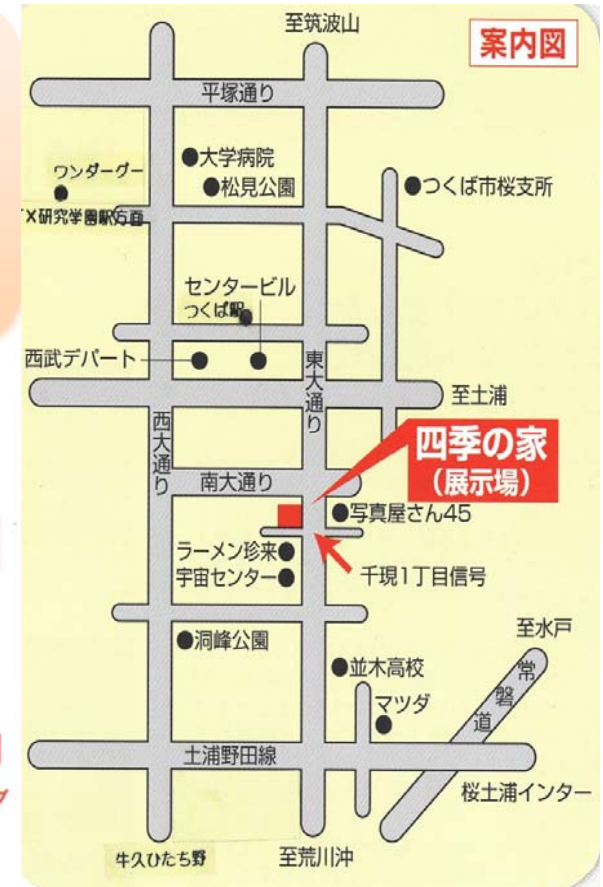 至筑波山
案内図
平塚通り
大学病院
ワンダーグー
松見公園
つくば市桜支所
TX研究学園駅方面
センタービル
つくば駅
西武デパート
東大通り
至土浦
西大通り
四季の家
（展示場）
南大通り
写真屋さん45
ラーメン珍来
宇宙センター
千現1丁目信号
至水戸
洞峰公園
並木高校
常磐道
マツダ
土浦野田線
桜土浦インター
牛久ひたち野
至荒川沖